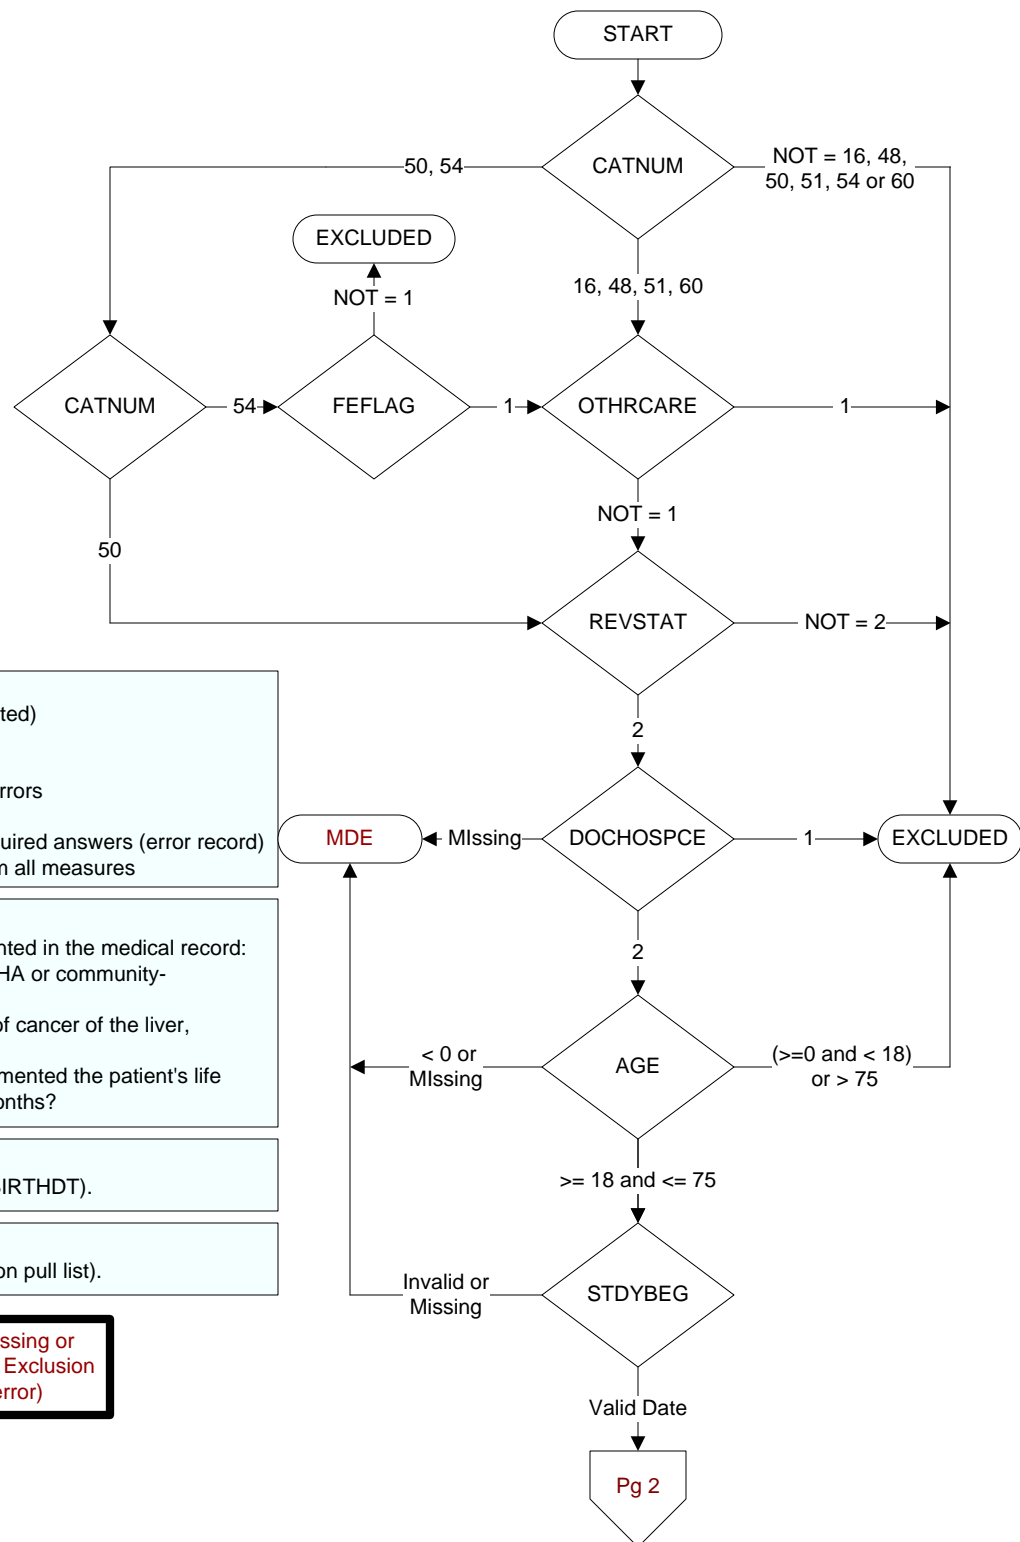 START
CATNUM
50, 54
NOT = 16, 48,
50, 51, 54 or 60
EXCLUDED
NOT = 1
16, 48, 51, 60
CATNUM
54
FEFLAG
1
OTHRCARE
1
NOT = 1
50
REVSTAT
NOT = 2
2
ted)
rrors
quired answers (error record)
m all measures
MDE
MIssing
DOCHOSPCE
1
EXCLUDED
2
nted in the medical record:
HA or community-
of cancer of the liver,
mented the patient's life
onths?
< 0 or
MIssing
AGE
(>=0 and < 18)
or > 75
>= 18 and <= 75
BIRTHDT).
on pull list).
Invalid or
Missing
STDYBEG
ssing or
Exclusion
error)
Valid Date
Pg 2